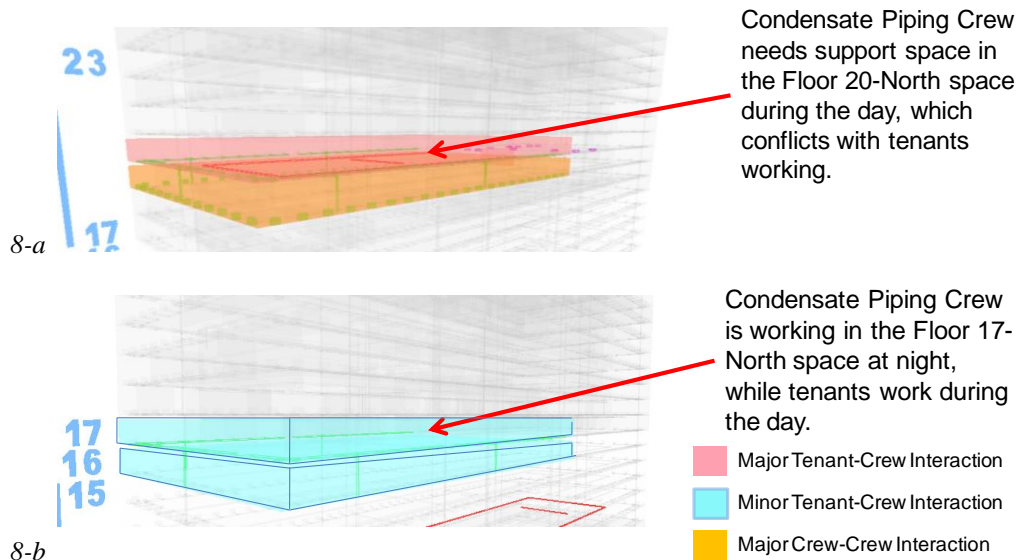 Condensate Piping Crew
needs support space in
the Floor 20-North space
during the day, which
conflicts with tenants
working.
23
17
8-a
Condensate Piping Crew
is working in the Floor 17-
North space at night,
while tenants work during
the day.
17
16
15
Major Tenant-Crew Interaction
Minor Tenant-Crew Interaction
Major Crew-Crew Interaction
8-b